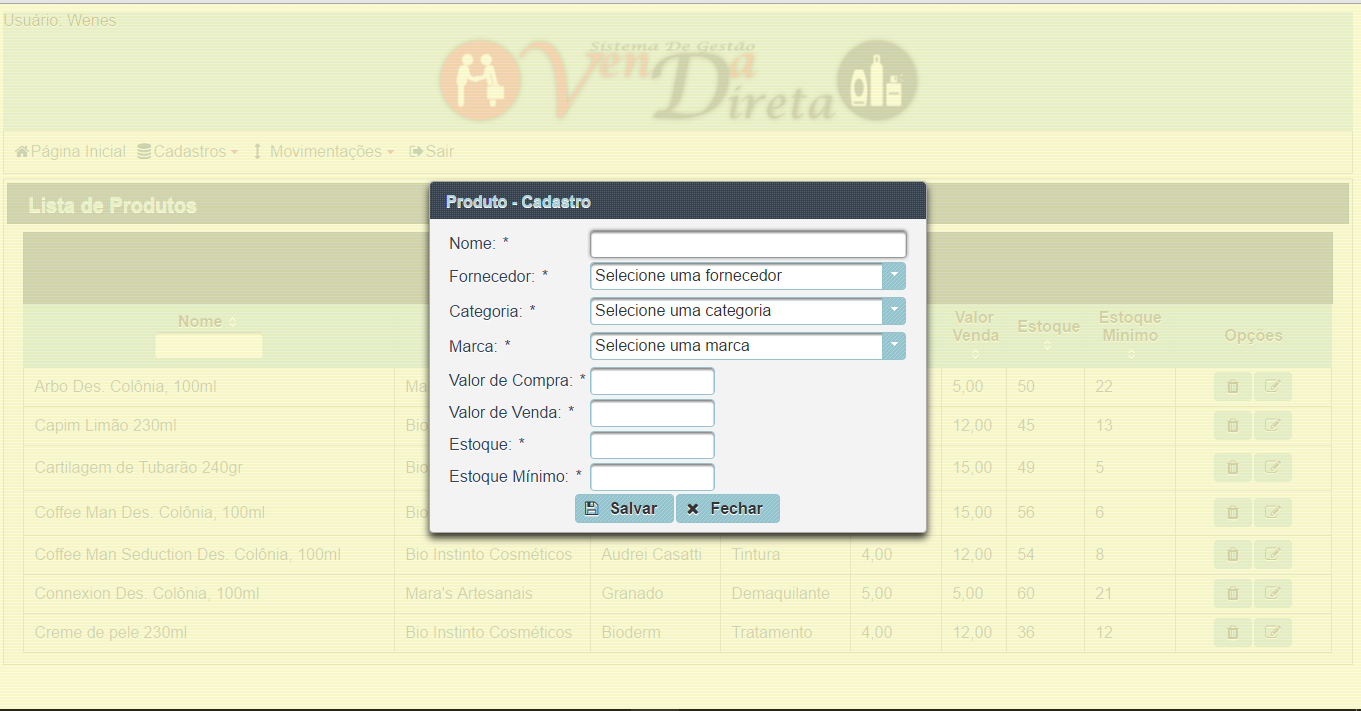 Usuário: Wenes
Sistema De Gestão
VenDa
Direta
Página Inicial Cadastros Movimentações Sair
Lista de Produtos
Produto - Cadastro
Nome: *
Fornecedor: * Selecione uma fornecedor
Categoria: * Selecione uma categoria
Marca: * Selecione uma marca
Valor de Compra: *
Valor de Venda: *
Estoque: *
Estoque Mínimo: *
Salvar Fechar
Nome Valor Venda Estoque Estoque Minimo Opções
Arbo Des. Colônia, 100ml Ma 5,00 50 22
Capim Limão 230ml Bio 12,00 45 13
Cartilagem de Tubarão 240gr Bio 15,00 49 5
Coffee Man Des. Colônia, 100ml Bio 15,00 56 6
Coffee Man Seduction Des. Colônia, 100ml Bio Instinto Cosméticos Audrei Casatti Tintura 4,00 12,00 54 8
Connexion Des. Colônia, 100ml Mara's Artesanais Granado Demaquilante 5,00 5,00 60 21
Creme de pele 230ml Bio Instinto Cosméticos Bioderm Tratamento 4,00 12,00 36 12